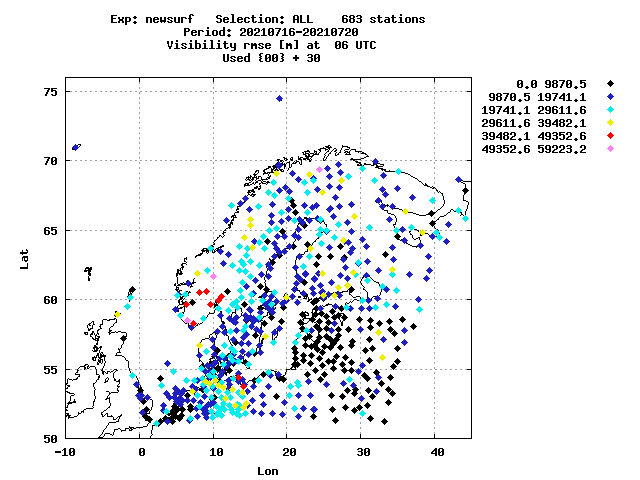 Exp: newsurf   Selection: ALL    683 stations
Period: 20210716-20210720
Visibility rmse [m] at  06 UTC
Used {00} + 30
0.0 9870.5
9870.5 19741.1
19741.1 29611.6
29611.6 39482.1
39482.1 49352.6
49352.6 59223.2
75
70
65
60
55
50
Lat
-10 0 10 20 30 40
Lon